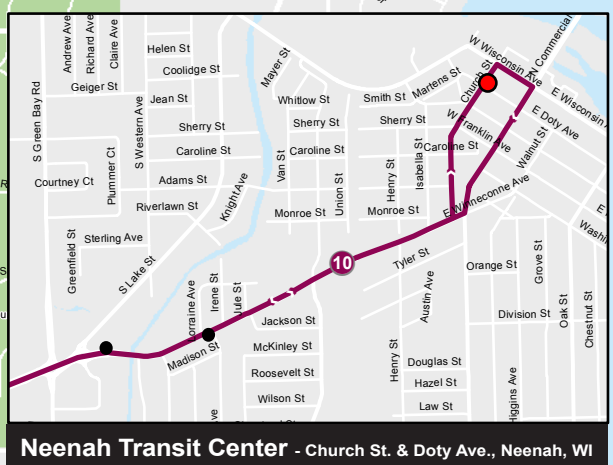 Andrew Ave
Richard Ave
Claire Ave
Helen St
Coolidge St
Mayer St
W Wisconsin Ave
N Commercial
S Green Bay Rd
Geiger St
Jean St
S Western Ave
Whitlow St
Smith St
Martens St
Church St
E Wisconsin A
Sherry St
Sherry St
Sherry St
W Franklin Ave
E Doty Ave
Walnut St
Caroline St
Caroline St
Caroline St
Courtney Ct
Plummer Ct
Adams St
Knight Ave
Van St
Union St
Henry St
Isabella St
E Winneconne Ave
Riverlawn St
Monroe St
Monroe St
Washi
Sterling Ave
Greenfield St
S Lake St
10
Tyler St
Orange St
Grove St
Lorraine Ave
Irene St
Jule St
Austin Ave
Oak St
Chestnut St
Jackson St
Division St
Madison St
McKinley St
Henry St
Douglas St
Roosevelt St
Hazel St
Higgins Ave
Wilson St
Law St
ve
Neenah Transit Center - Church St. & Doty Ave., Neenah, WI